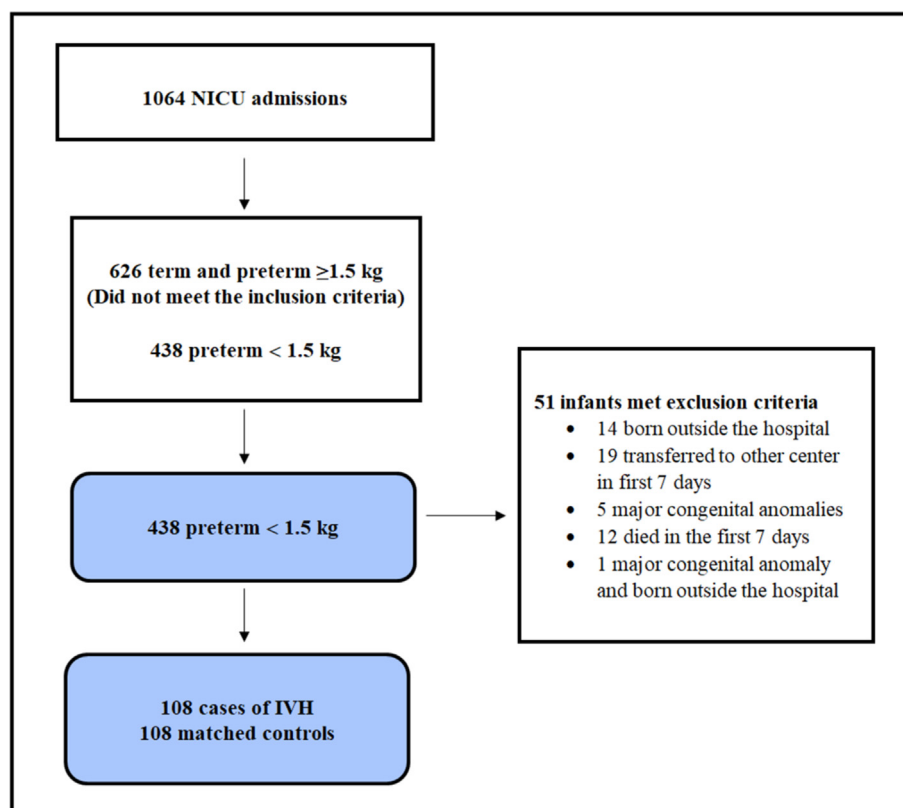 1064 NICU admissions
626 term and preterm ≥1.5 kg
(Did not meet the inclusion criteria)
438 preterm < 1.5 kg
438 preterm < 1.5 kg
51 infants met exclusion criteria
• 14 born outside the hospital
• 19 transferred to other center
in first 7 days
• 5 major congenital anomalies
• 12 died in the first 7 days
• 1 major congenital anomaly
and born outside the hospital
108 cases of IVH
108 matched controls